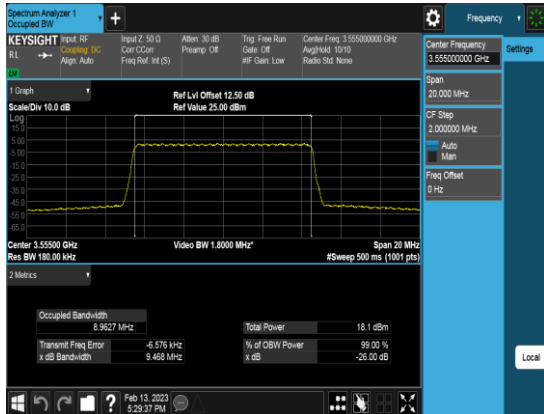 Spectrum Analyzer 1
Occupied BW
KEYSIGHT
RL
Input: RF
Coupling: DC
Align: Auto
Input Z: 50 Ω
Corr CCorr
Freq Ref: Int (S)
Atten: 30 dB
Preamp: Off
Trig: Free Run
Gate: Off
#IF Gain: Low
Center Freq: 3.555000000 GHz
Avg|Hold: 10/10
Radio Std: None
LNI
1 Graph
Scale/Div 10.0 dB
Ref Lvl Offset 12.50 dB
Ref Value 25.00 dBm
Log
15.0
5.00
-5.00
-15.0
-25.0
-35.0
-45.0
-55.0
-65.0
Center 3.55500 GHz
Res BW 180.00 kHz
Video BW 1.8000 MHz*
Span 20 MHz
#Sweep 500 ms (1001 pts)
2 Metrics
Occupied Bandwidth
8.9627 MHz
Total Power 18.1 dBm
Transmit Freq Error -6.576 kHz
% of OBW Power 99.00 %
x dB Bandwidth 9.468 MHz
x dB -26.00 dB
Frequency
Settings
Center Frequency
3.555000000 GHz
Span
20.000 MHz
CF Step
2.000000 MHz
Auto
Man
Freq Offset
0 Hz
Local
?
Feb 13, 2023
5:29:37 PM